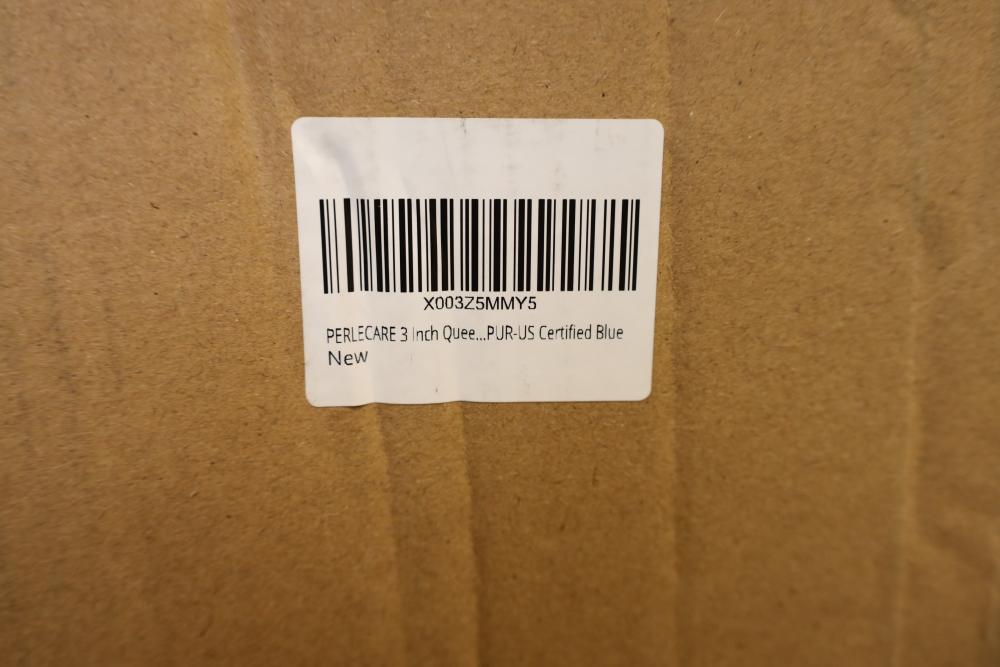 X003Z5MMY5
PERLECARE 3 Inch Quee...PUR-US Certified Blue
New